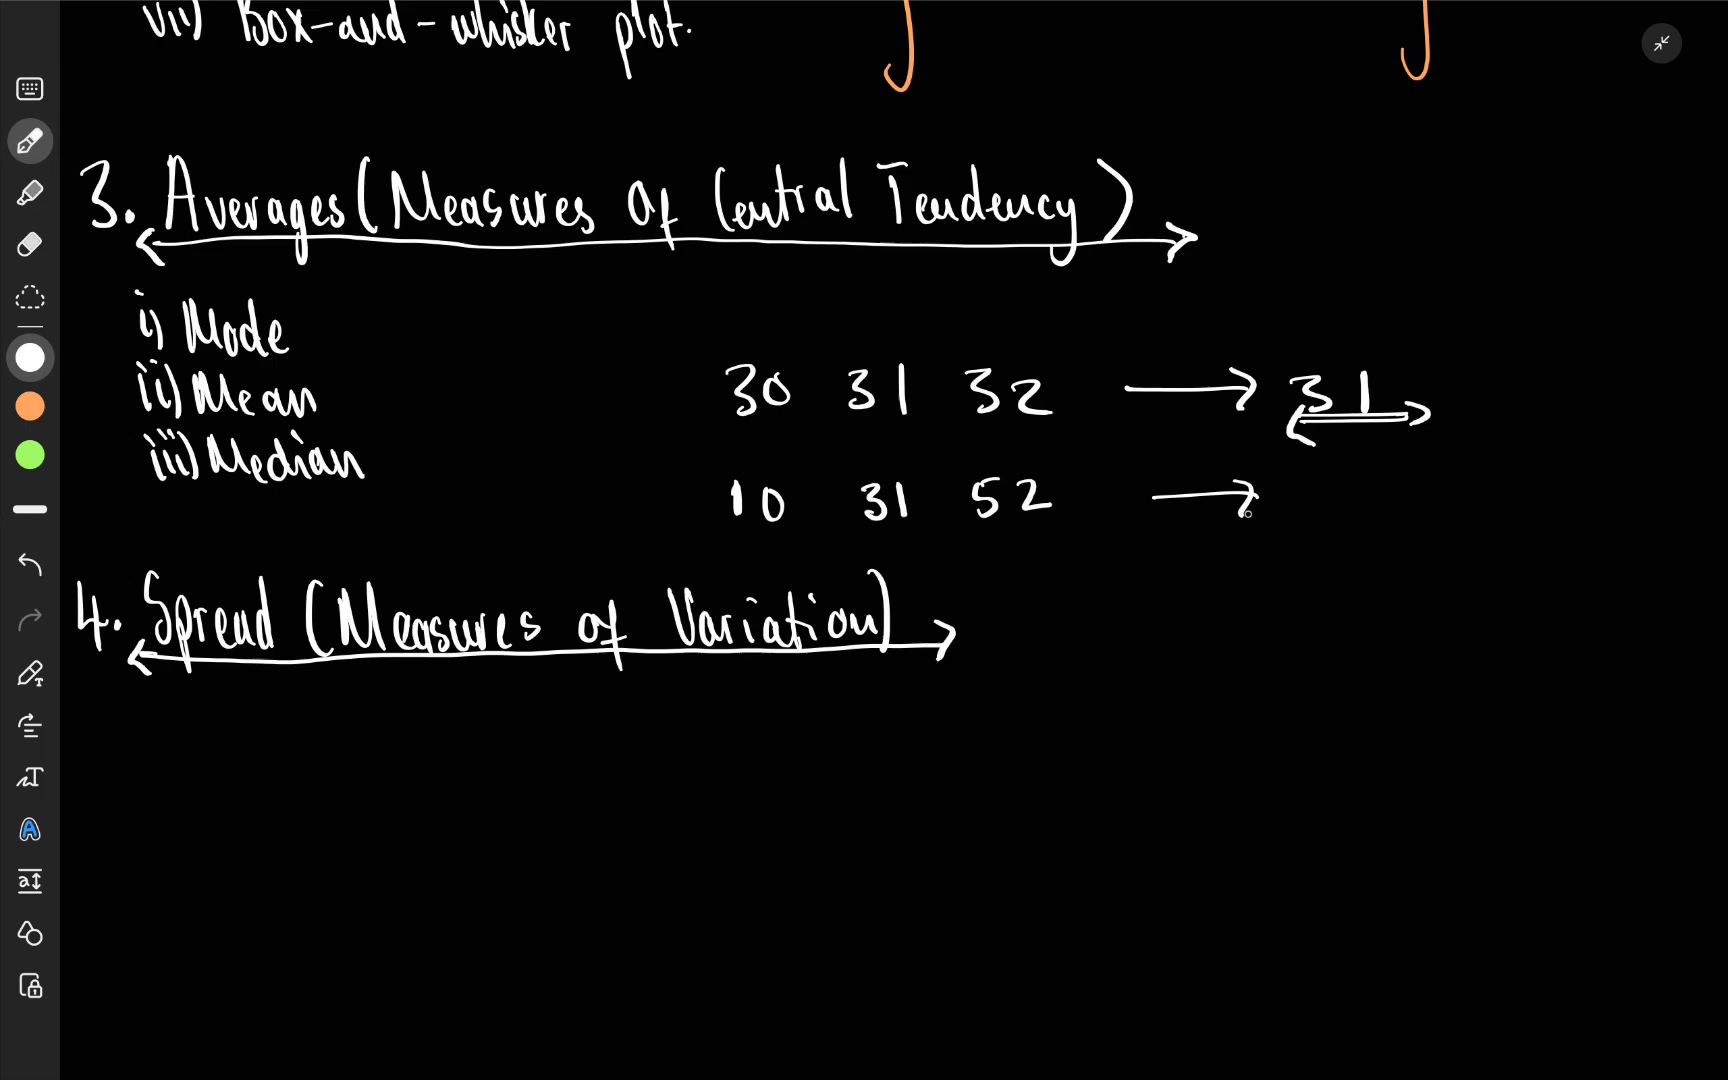 vii) Box-and-whisker plot.
3. Averages (Measures of Central Tendency)
i) Mode
ii) Mean
iii) Median
30 31 32 → 31
10 31 52 →
4. Spread (Measures of Variation)